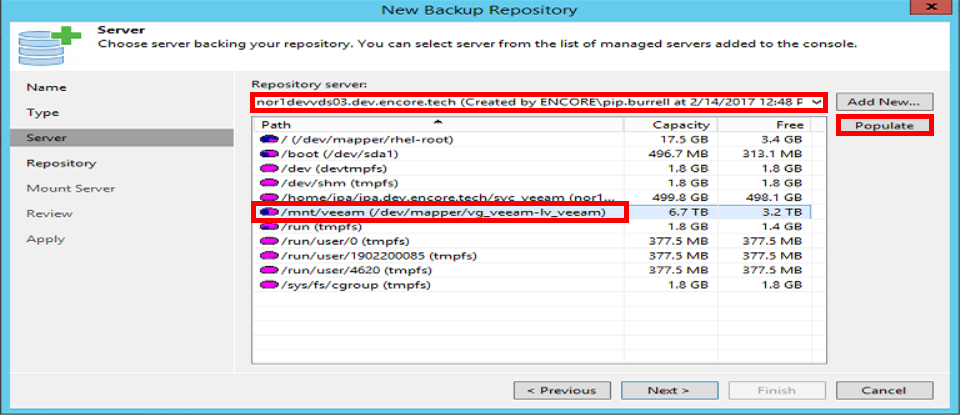 New Backup Repository
Server
Choose server backing your repository. You can select server from the list of managed servers added to the console.
Name
Type
Server
Repository
Mount Server
Review
Apply
Repository server:
nor1devvds03.dev.encore.tech (Created by ENCORE\pip.burrell at 2/14/2017 12:48 P
Add New...
Populate
Path Capacity Free
/ (/dev/mapper/rhel-root) 17.5 GB 3.4 GB
/boot (/dev/sda1) 496.7 MB 313.1 MB
/dev (devtmpfs) 1.8 GB 1.8 GB
/dev/shm (tmpfs) 1.8 GB 1.8 GB
/home/ipa/ipa.dev.encore.tech/svc_veeam (nor1... 499.8 GB 498.1 GB
/mnt/veeam (/dev/mapper/vg_veeam-lv_veeam) 6.7 TB 3.2 TB
/run (tmpfs) 1.8 GB 1.4 GB
/run/user/0 (tmpfs) 377.5 MB 377.5 MB
/run/user/1902200085 (tmpfs) 377.5 MB 377.5 MB
/run/user/4620 (tmpfs) 377.5 MB 377.5 MB
/sys/fs/cgroup (tmpfs) 1.8 GB 1.8 GB
< Previous
Next >
Finish
Cancel